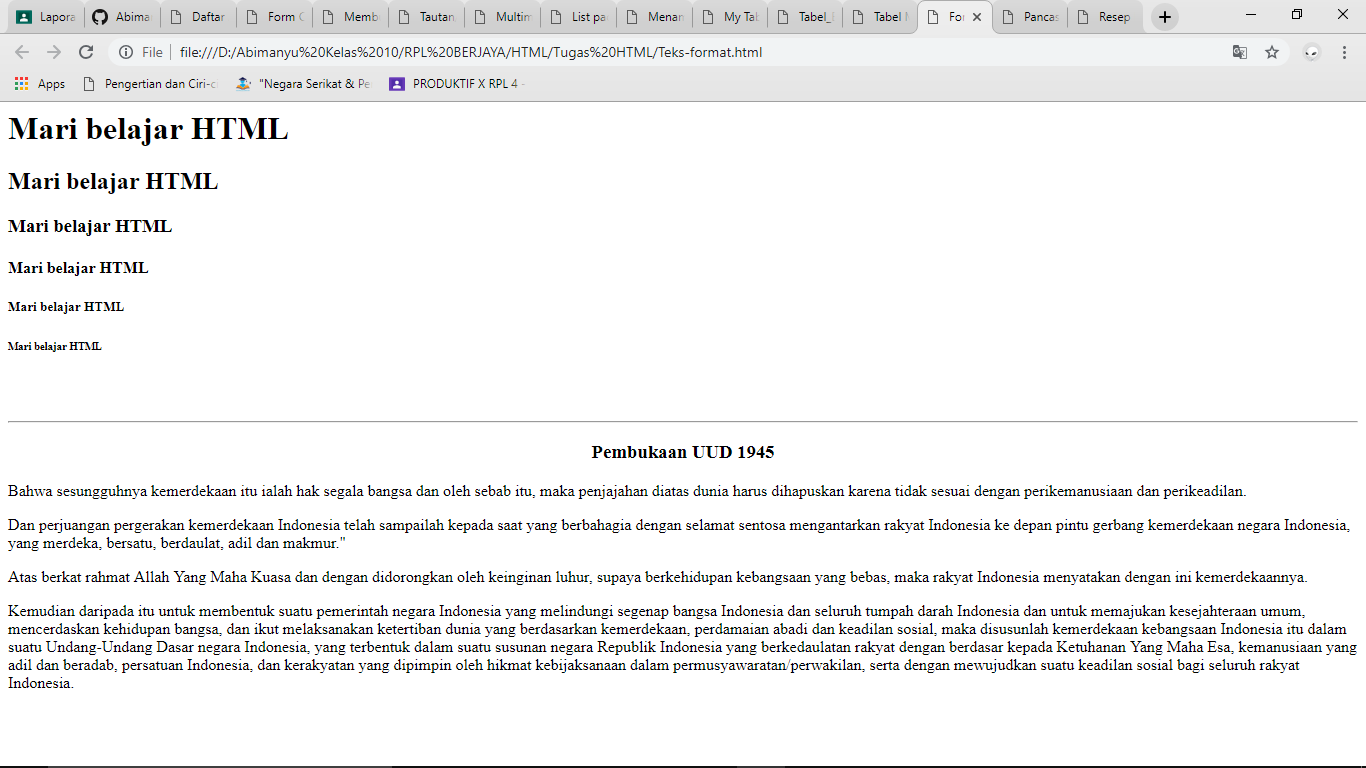 Lapora Abima Daftar Form C Memb Tautan Multim List pa Menan My Tab Tabel_ Tabel For Pancas Resep
File file:///D:/Abimanyu%20Kelas%2010/RPL%20BERJAYA/HTML/Tugas%20HTML/Teks-format.html
Apps Pengertian dan Ciri-c "Negara Serikat & Pe PRODUKTIF X RPL 4 -
Mari belajar HTML
Mari belajar HTML
Mari belajar HTML
Mari belajar HTML
Mari belajar HTML
Mari belajar HTML
Pembukaan UUD 1945
Bahwa sesungguhnya kemerdekaan itu ialah hak segala bangsa dan oleh sebab itu, maka penjajahan diatas dunia harus dihapuskan karena tidak sesuai dengan perikemanusiaan dan perikeadilan.
Dan perjuangan pergerakan kemerdekaan Indonesia telah sampailah kepada saat yang berbahagia dengan selamat sentosa mengantarkan rakyat Indonesia ke depan pintu gerbang kemerdekaan negara Indonesia,
yang merdeka, bersatu, berdaulat, adil dan makmur."
Atas berkat rahmat Allah Yang Maha Kuasa dan dengan didorongkan oleh keinginan luhur, supaya berkehidupan kebangsaan yang bebas, maka rakyat Indonesia menyatakan dengan ini kemerdekaannya.
Kemudian daripada itu untuk membentuk suatu pemerintah negara Indonesia yang melindungi segenap bangsa Indonesia dan seluruh tumpah darah Indonesia dan untuk memajukan kesejahteraan umum,
mencerdaskan kehidupan bangsa, dan ikut melaksanakan ketertiban dunia yang berdasarkan kemerdekaan, perdamaian abadi dan keadilan sosial, maka disusunlah kemerdekaan kebangsaan Indonesia itu dalam
suatu Undang-Undang Dasar negara Indonesia, yang terbentuk dalam suatu susunan negara Republik Indonesia yang berkedaulatan rakyat dengan berdasar kepada Ketuhanan Yang Maha Esa, kemanusiaan yang
adil dan beradab, persatuan Indonesia, dan kerakyatan yang dipimpin oleh hikmat kebijaksanaan dalam permusyawaratan/perwakilan, serta dengan mewujudkan suatu keadilan sosial bagi seluruh rakyat
Indonesia.